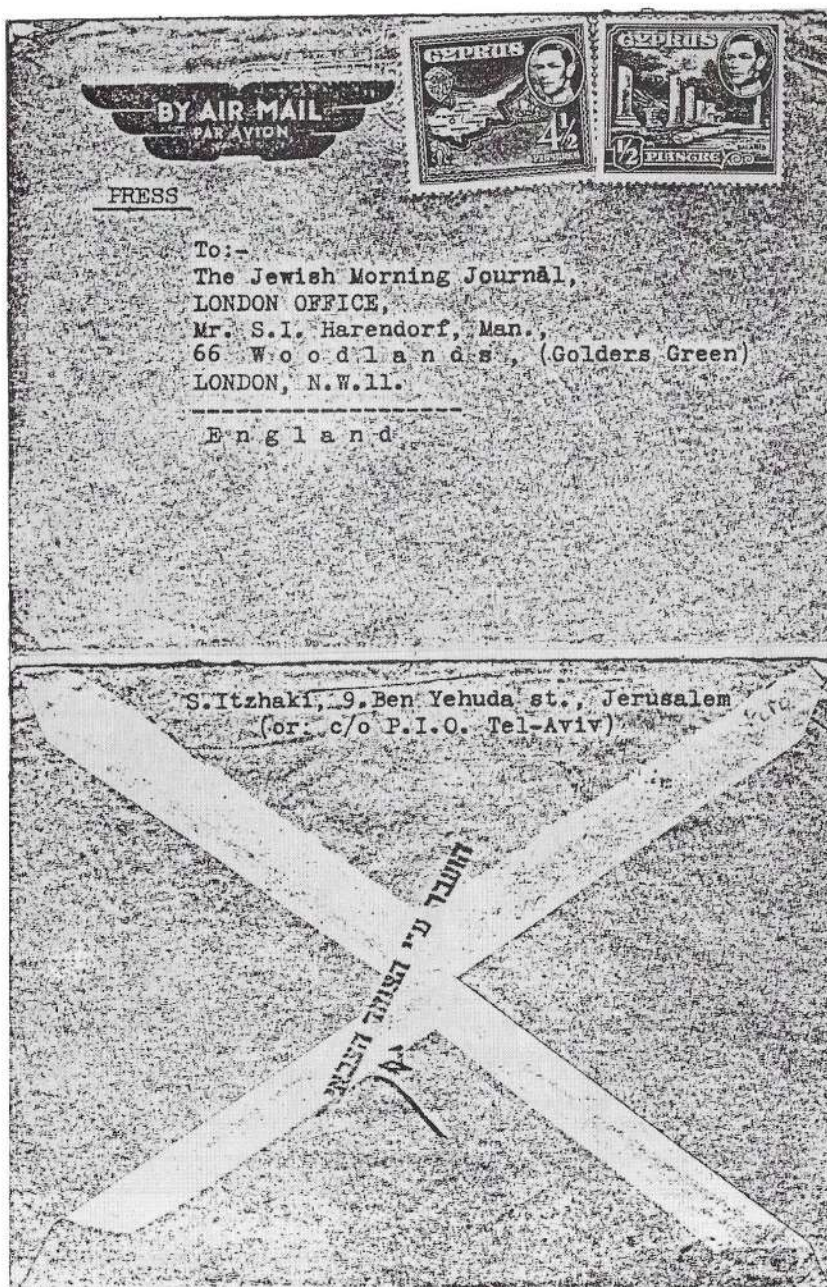 BY AIR MAIL
PAR AVION
CYPRUS
4½
PIASTRES
CYPRUS
½ PIASTRE
PRESS
To:-
The Jewish Morning Journal,
LONDON OFFICE,
Mr. S.I. Harendorf, Man.,
66 W o o d l a n d s , (Golders Green)
LONDON, N.W.11.
--------------------
E n g l a n d
S.Itzhaki, 9.Ben Yehuda st., Jerusalem
(or: c/o P.I.O. Tel-Aviv)